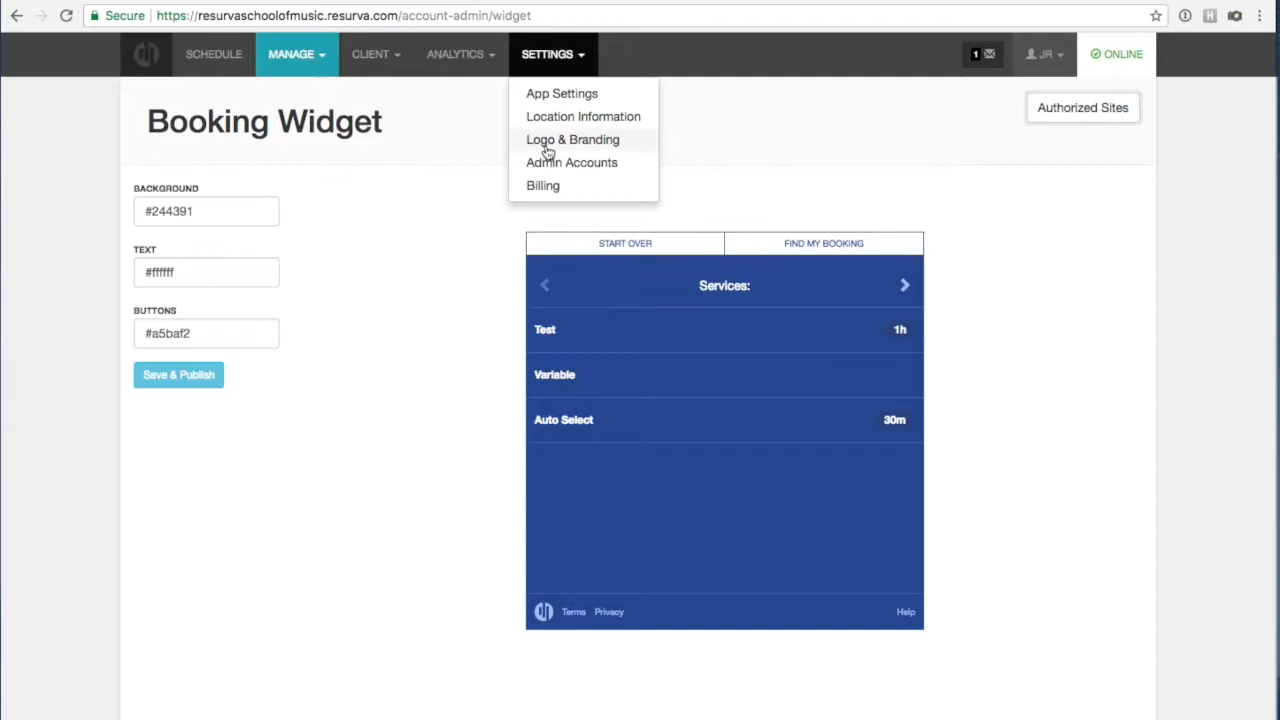 Secure https://resurvaschoolofmusic.resurva.com/account-admin/widget
SCHEDULE MANAGE CLIENT ANALYTICS SETTINGS 1 JR ONLINE
App Settings
Location Information
Logo & Branding
Admin Accounts
Billing
Booking Widget
Authorized Sites
BACKGROUND
#244391
TEXT
#ffffff
BUTTONS
#a5baf2
Save & Publish
START OVER FIND MY BOOKING
Services:
Test 1h
Variable
Auto Select 30m
Terms Privacy Help